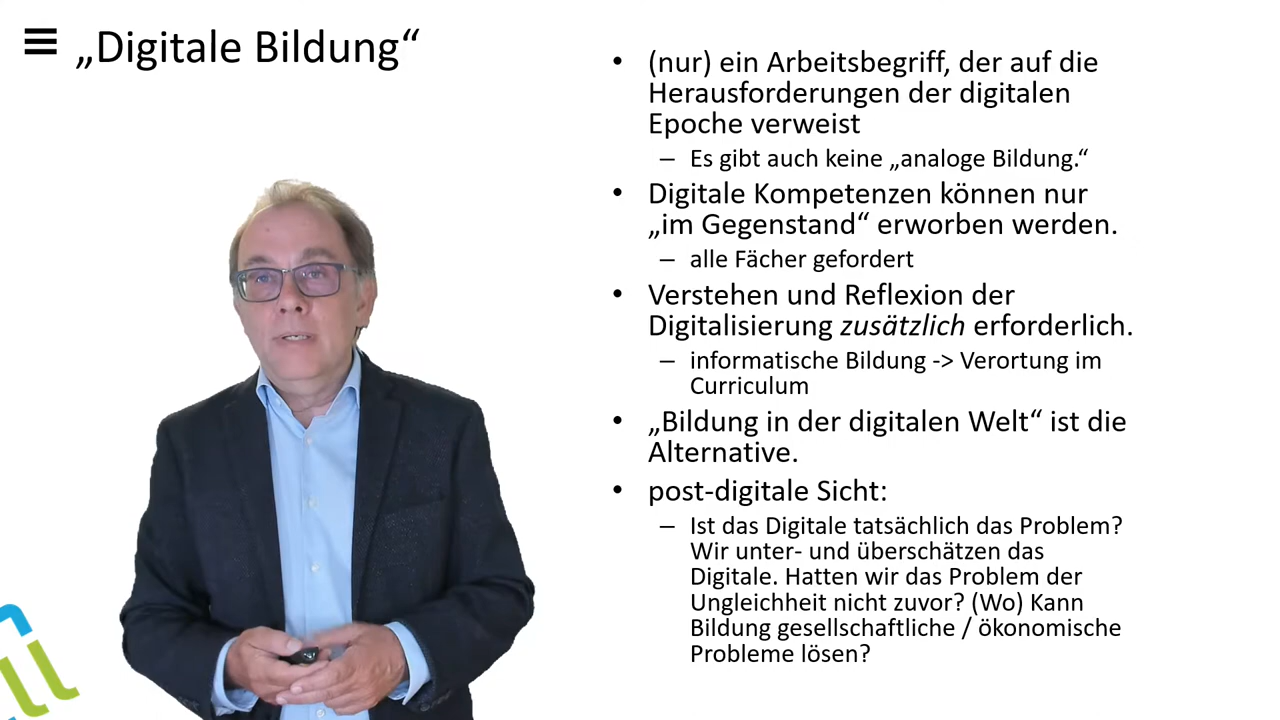 „Digitale Bildung“
• (nur) ein Arbeitsbegriff, der auf die
Herausforderungen der digitalen
Epoche verweist
– Es gibt auch keine „analoge Bildung.“
• Digitale Kompetenzen können nur
„im Gegenstand“ erworben werden.
– alle Fächer gefordert
• Verstehen und Reflexion der
Digitalisierung zusätzlich erforderlich.
– informatische Bildung -> Verortung im
Curriculum
• „Bildung in der digitalen Welt“ ist die
Alternative.
• post-digitale Sicht:
– Ist das Digitale tatsächlich das Problem?
Wir unter- und überschätzen das
Digitale. Hatten wir das Problem der
Ungleichheit nicht zuvor? (Wo) Kann
Bildung gesellschaftliche / ökonomische
Probleme lösen?